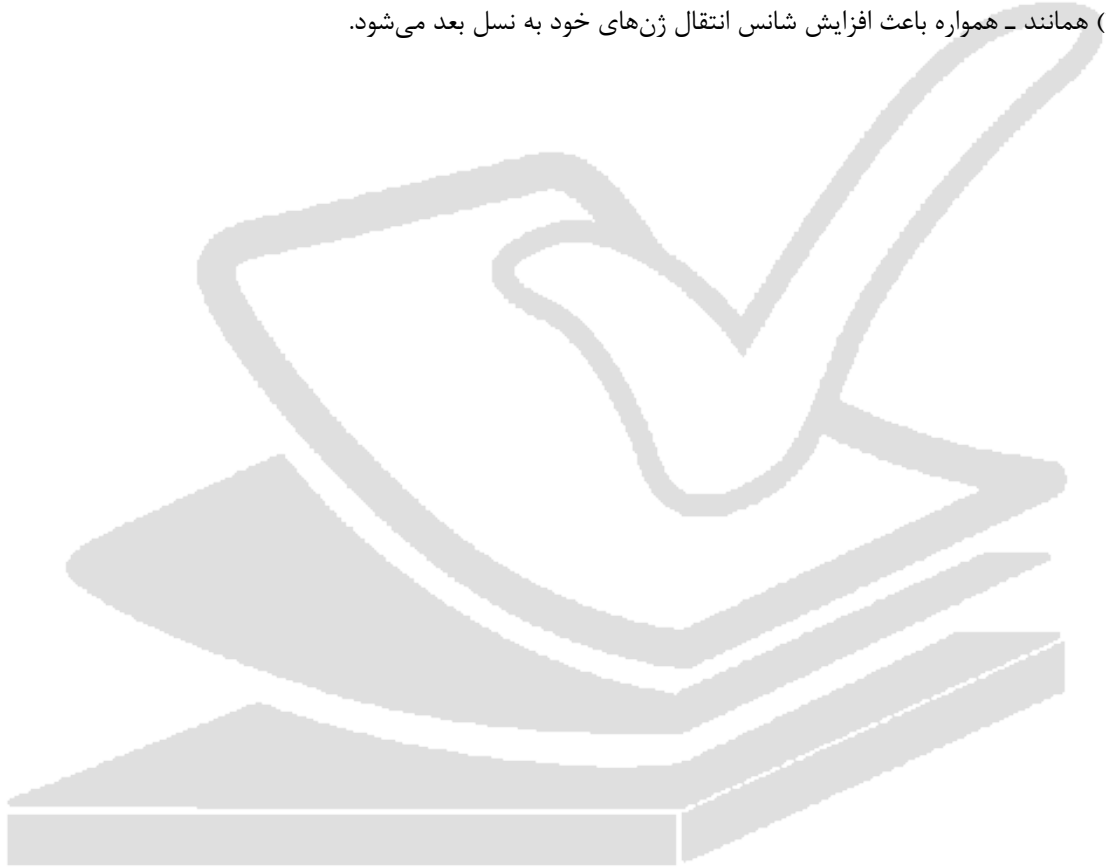 ) همانند ـ همواره باعث افزایش شانس انتقال ژن‌های خود به نسل بعد می‌شود.